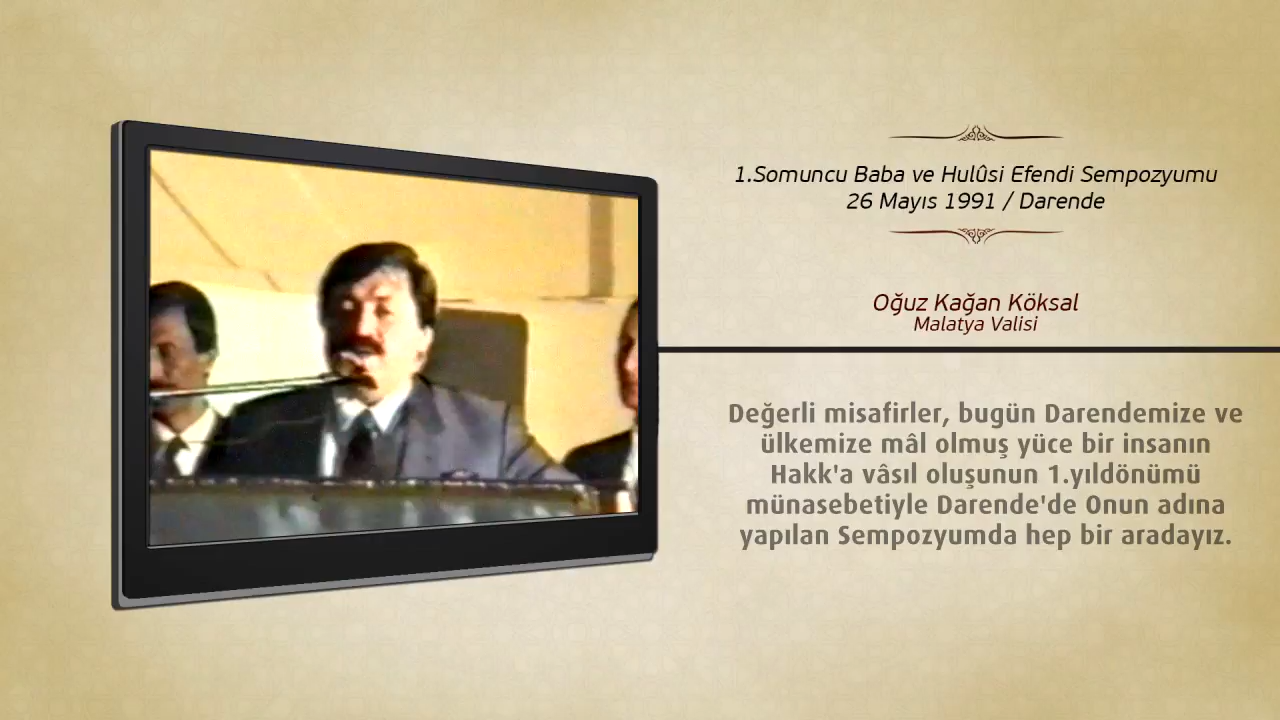 1.Somuncu Baba ve Hulûsi Efendi Sempozyumu
26 Mayıs 1991 / Darende
Oğuz Kağan Köksal
Malatya Valisi
Değerli misafirler, bugün Darendemize ve
ülkemize mâl olmuş yüce bir insanın
Hakk'a vâsıl oluşunun 1.yıldönümü
münasebetiyle Darende'de Onun adına
yapılan Sempozyumda hep bir aradayız.